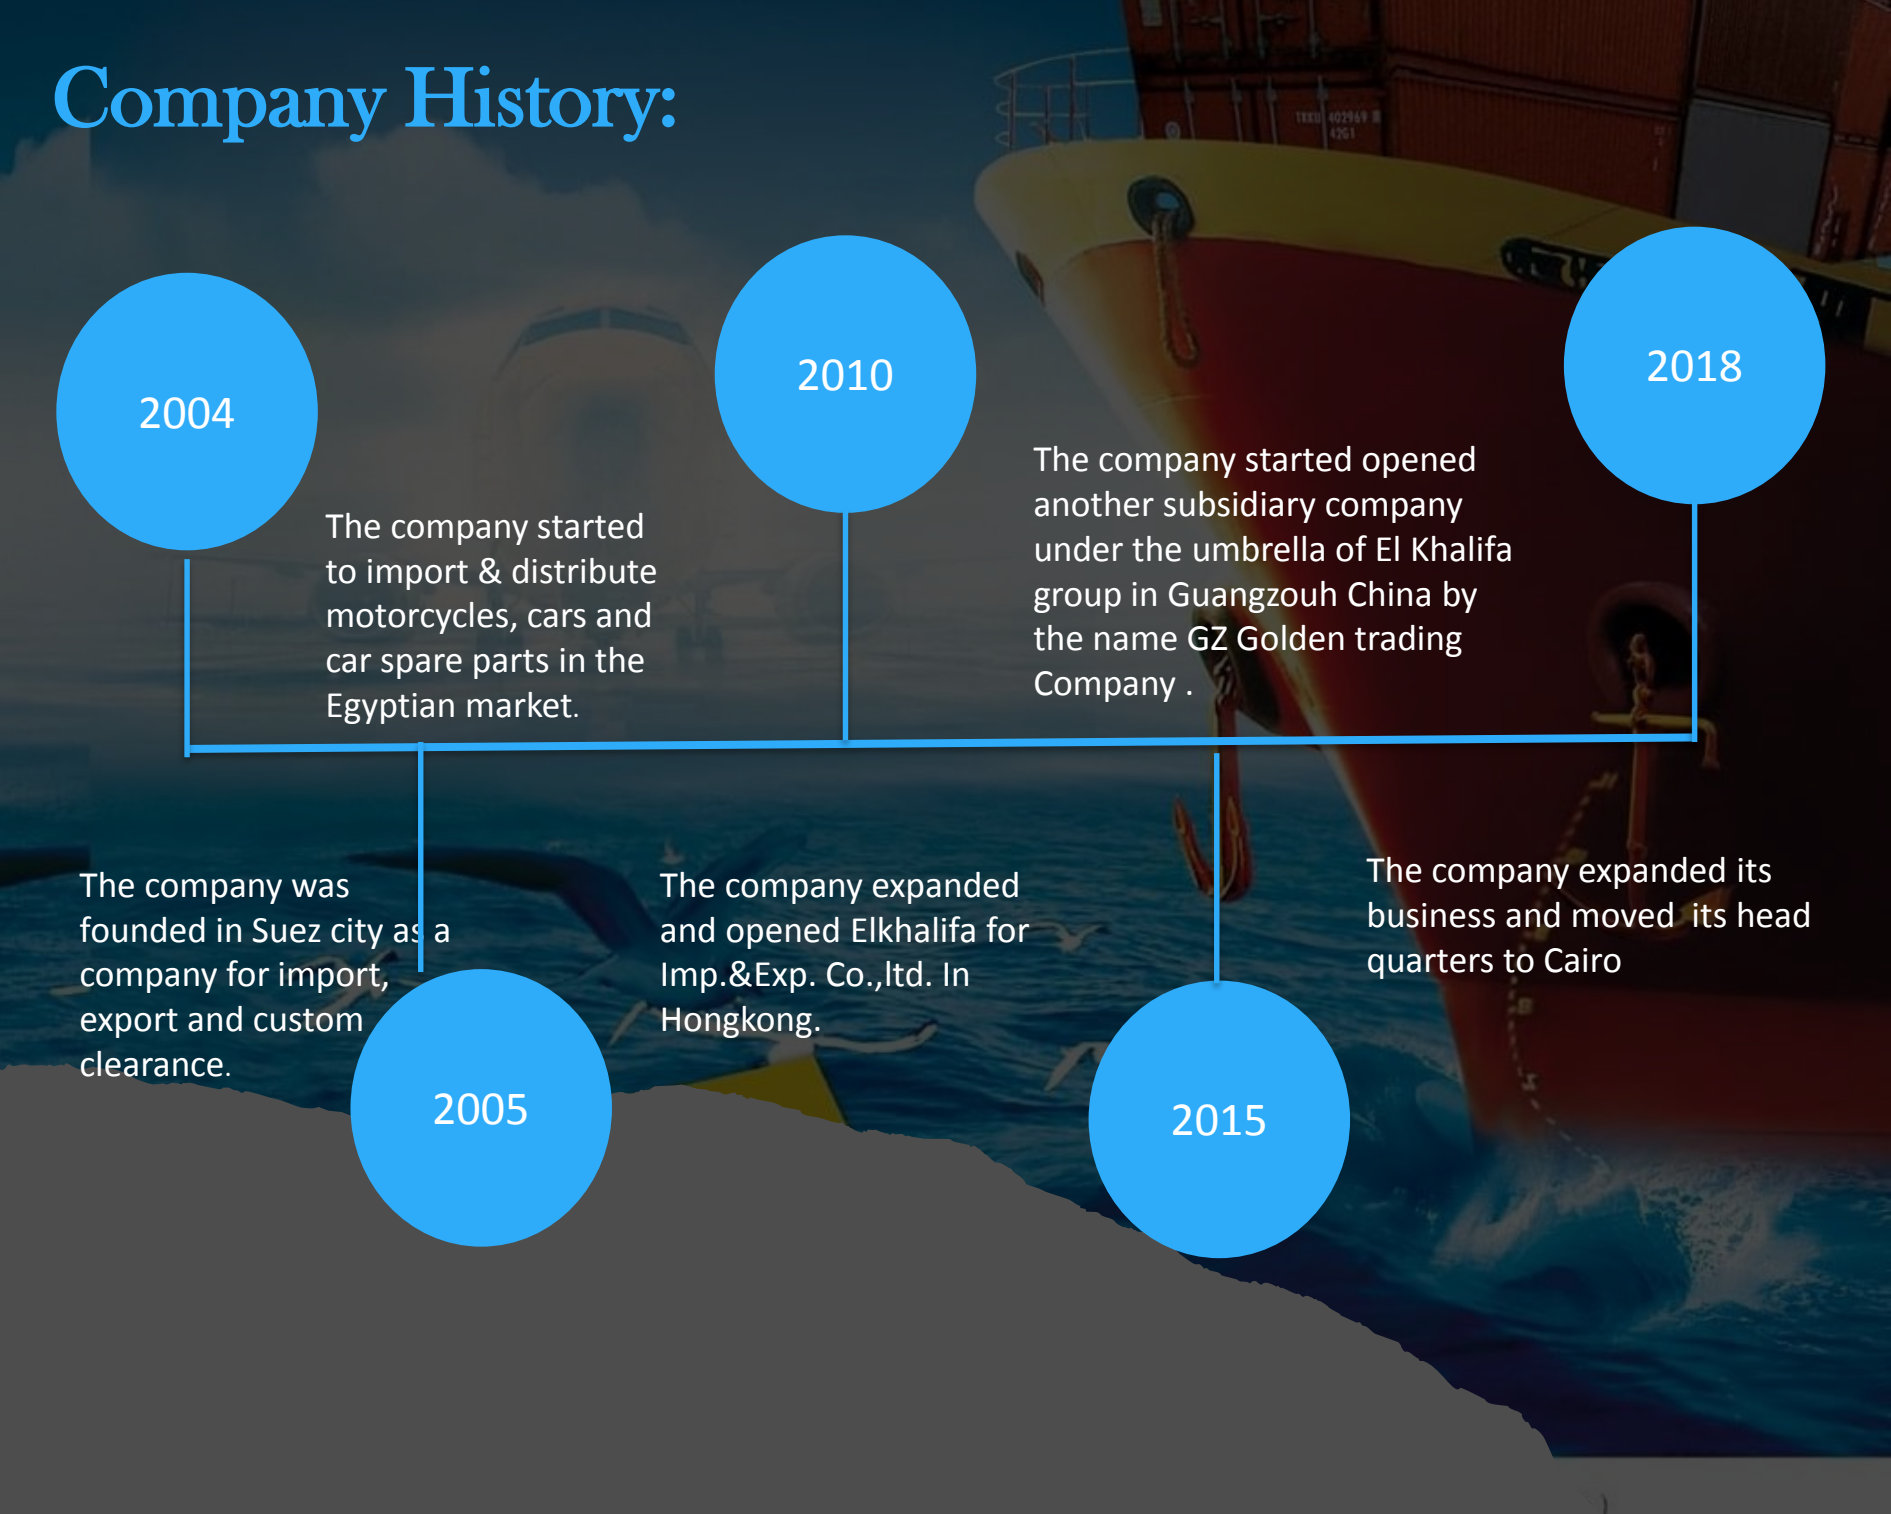 Company History:
2004
The company was
founded in Suez city as a
company for import,
export and custom
clearance.
2005
The company started
to import & distribute
motorcycles, cars and
car spare parts in the
Egyptian market.
2010
The company expanded
and opened Elkhalifa for
Imp.&Exp. Co.,ltd. In
Hongkong.
2015
The company started opened
another subsidiary company
under the umbrella of El Khalifa
group in Guangzouh China by
the name GZ Golden trading
Company .
2018
The company expanded its
business and moved  its head
quarters to Cairo
402969
42G1